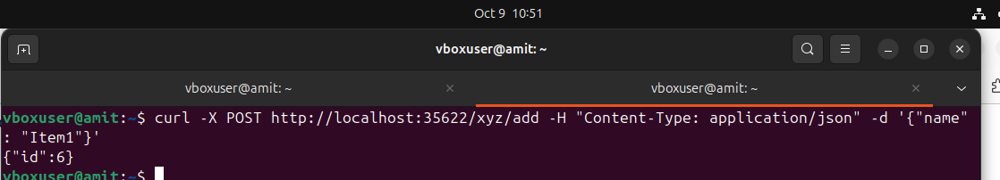 Oct 9 10:51
vboxuser@amit: ~
vboxuser@amit: ~
vboxuser@amit: ~
vboxuser@amit:~$ curl -X POST http://localhost:35622/xyz/add -H "Content-Type: application/json" -d '{"name"
: "Item1"}'
{"id":6}
vboxuser@amit:~$